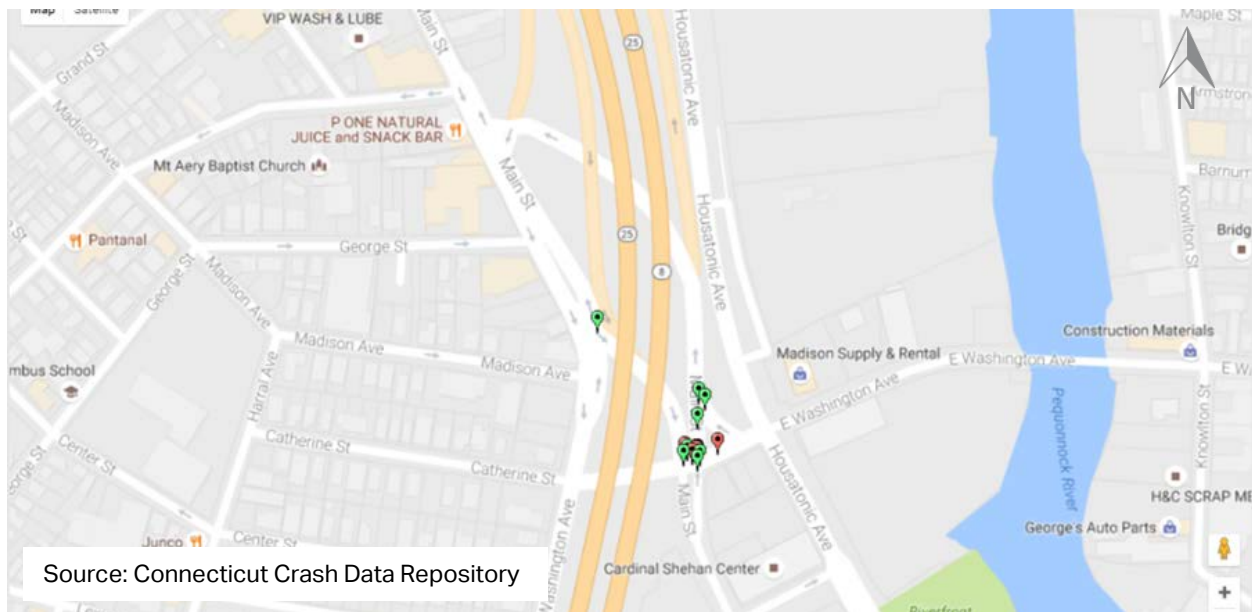 Map
Satellite
VIP WASH & LUBE
Main St
25
Housatonic Ave
Maple St
N
Grand St
Madison Ave
P ONE NATURAL
JUICE and SNACK BAR
Armstrong
Mt Aery Baptist Church
Main St
Barnum
Knowlton St
Housatonic Ave
Pantanal
George St
25
Bridg
George St
Madison Ave
8
Madison Ave
Construction Materials
Madison Supply & Rental
E Washington Ave
E Wa
mbus School
Madison Ave
Harral Ave
E Washington Ave
Pequonnock River
Knowlton St
Center St
Catherine St
Catherine St
Main St
Housatonic Ave
H&C SCRAP ME
George's Auto Parts
Junco
Center St
Washington Ave
Cardinal Shehan Center
Source: Connecticut Crash Data Repository
Riverfront